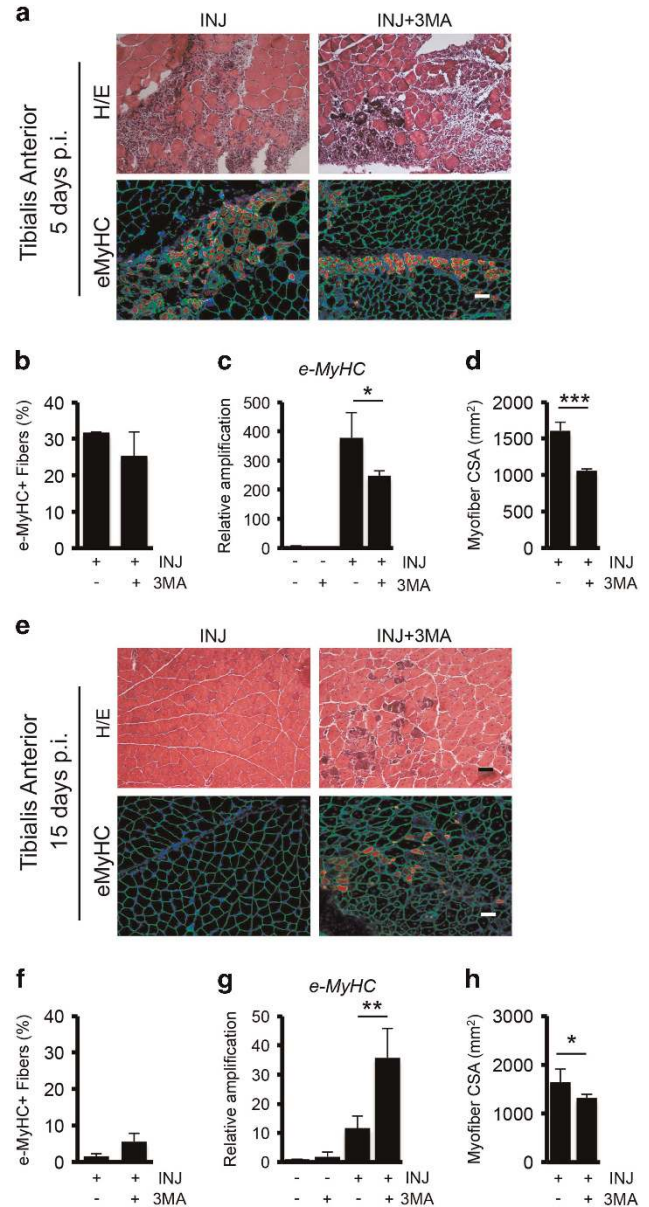 a
INJ
INJ+3MA
Tibialis Anterior
5 days p.i.
H/E
eMyHC
b
e-MyHC+ Fibers (%)
40
30
20
10
0
+ + INJ
- + 3MA
c
e-MyHC
Relative amplification
500
400
300
200
100
0
*
- - + + INJ
- + - + 3MA
d
Myofiber CSA (mm²)
2000
1500
1000
500
0
***
+ + INJ
- + 3MA
e
INJ
INJ+3MA
Tibialis Anterior
15 days p.i.
H/E
eMyHC
f
e-MyHC+ Fibers (%)
40
30
20
10
0
+ + INJ
- + 3MA
g
e-MyHC
Relative amplification
50
40
30
20
10
0
**
- - + + INJ
- + - + 3MA
h
Myofiber CSA (mm²)
3000
2000
1000
0
*
+ + INJ
- + 3MA